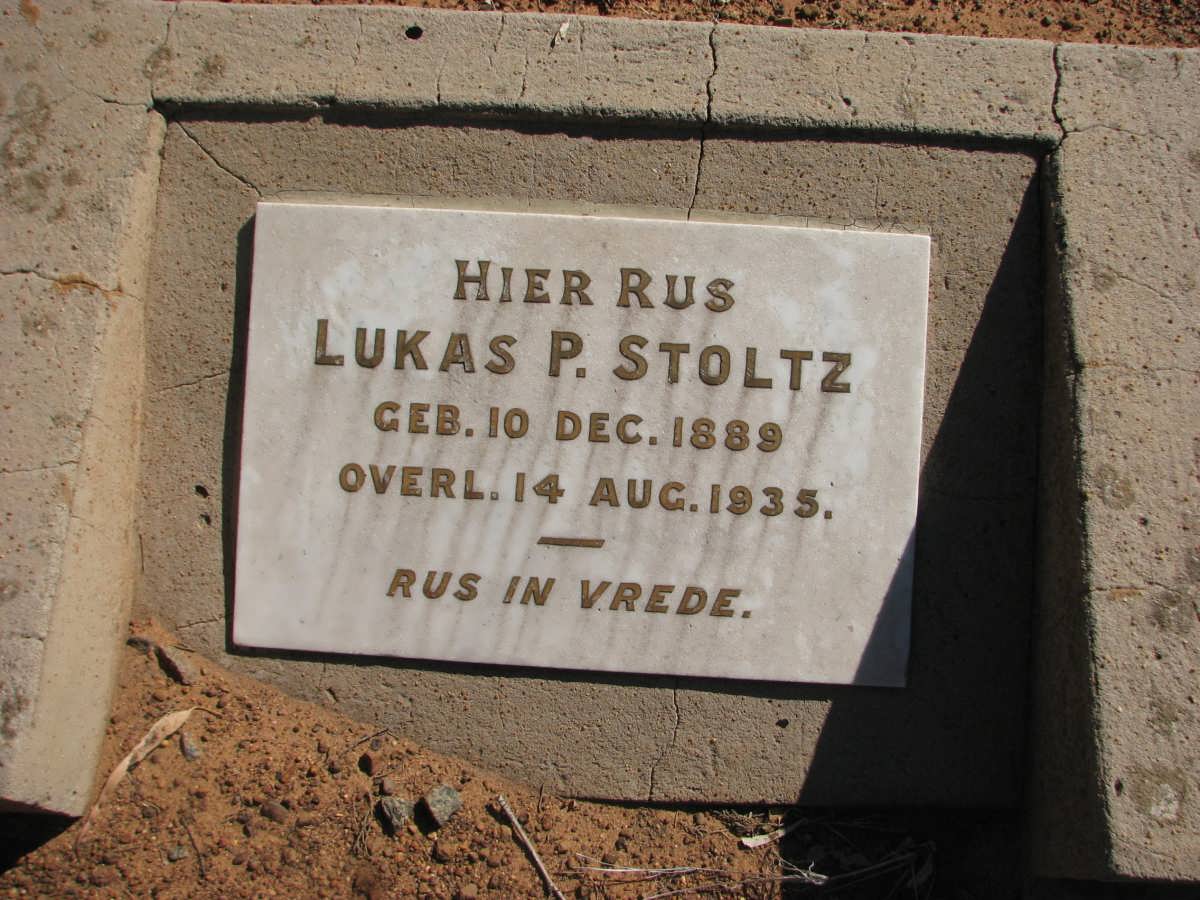 HIER RUS
LUKAS P. STOLTZ
GEB. 10 DEC. 1889
OVERL. 14 AUG. 1935.
RUS IN VREDE.